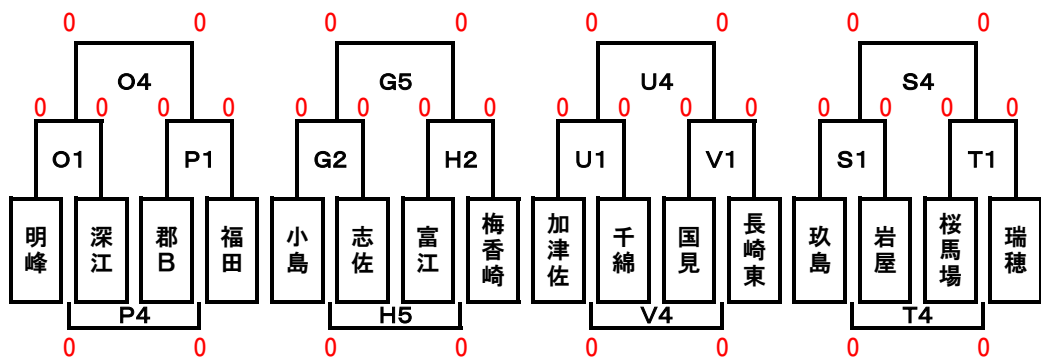 0 0 0 0 0 0 0 0
O4 G5 U4 S4
0 0 0 0 0 0 0 0 0 0 0 0 0 0 0 0
O1 P1 G2 H2 U1 V1 S1 T1
明峰 深江 郡B 福田 小島 志佐 富江 梅香崎 加津佐 千綿 国見 長崎東 玖島 岩屋 桜馬場 瑞穂
P4 H5 V4 T4
0 0 0 0 0 0 0 0